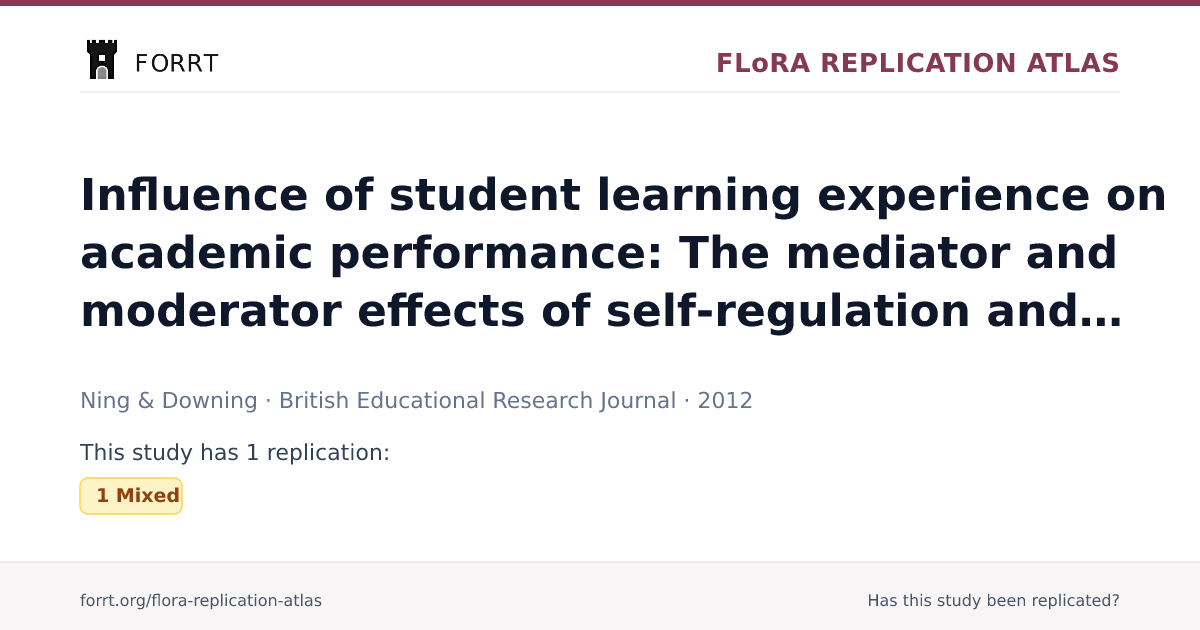 FORRT
FLoRA REPLICATION ATLAS
Influence of student learning experience on
academic performance: The mediator and
moderator effects of self-regulation and…
Ning & Downing · British Educational Research Journal · 2012
This study has 1 replication:
1 Mixed
forrt.org/flora-replication-atlas
Has this study been replicated?